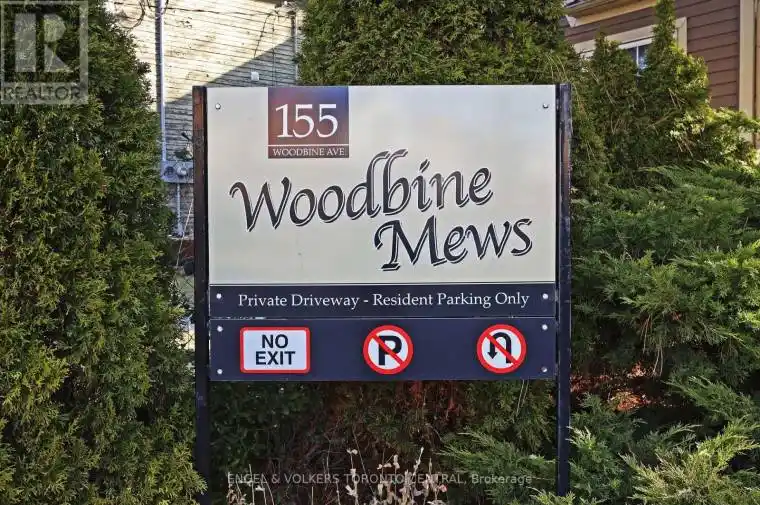 R
REALTOR
155
WOODBINE AVE
Woodbine
Mews
Private Driveway - Resident Parking Only
NO
EXIT
P
ENGEL & VOLKERS TORONTO CENTRAL, Brokerage